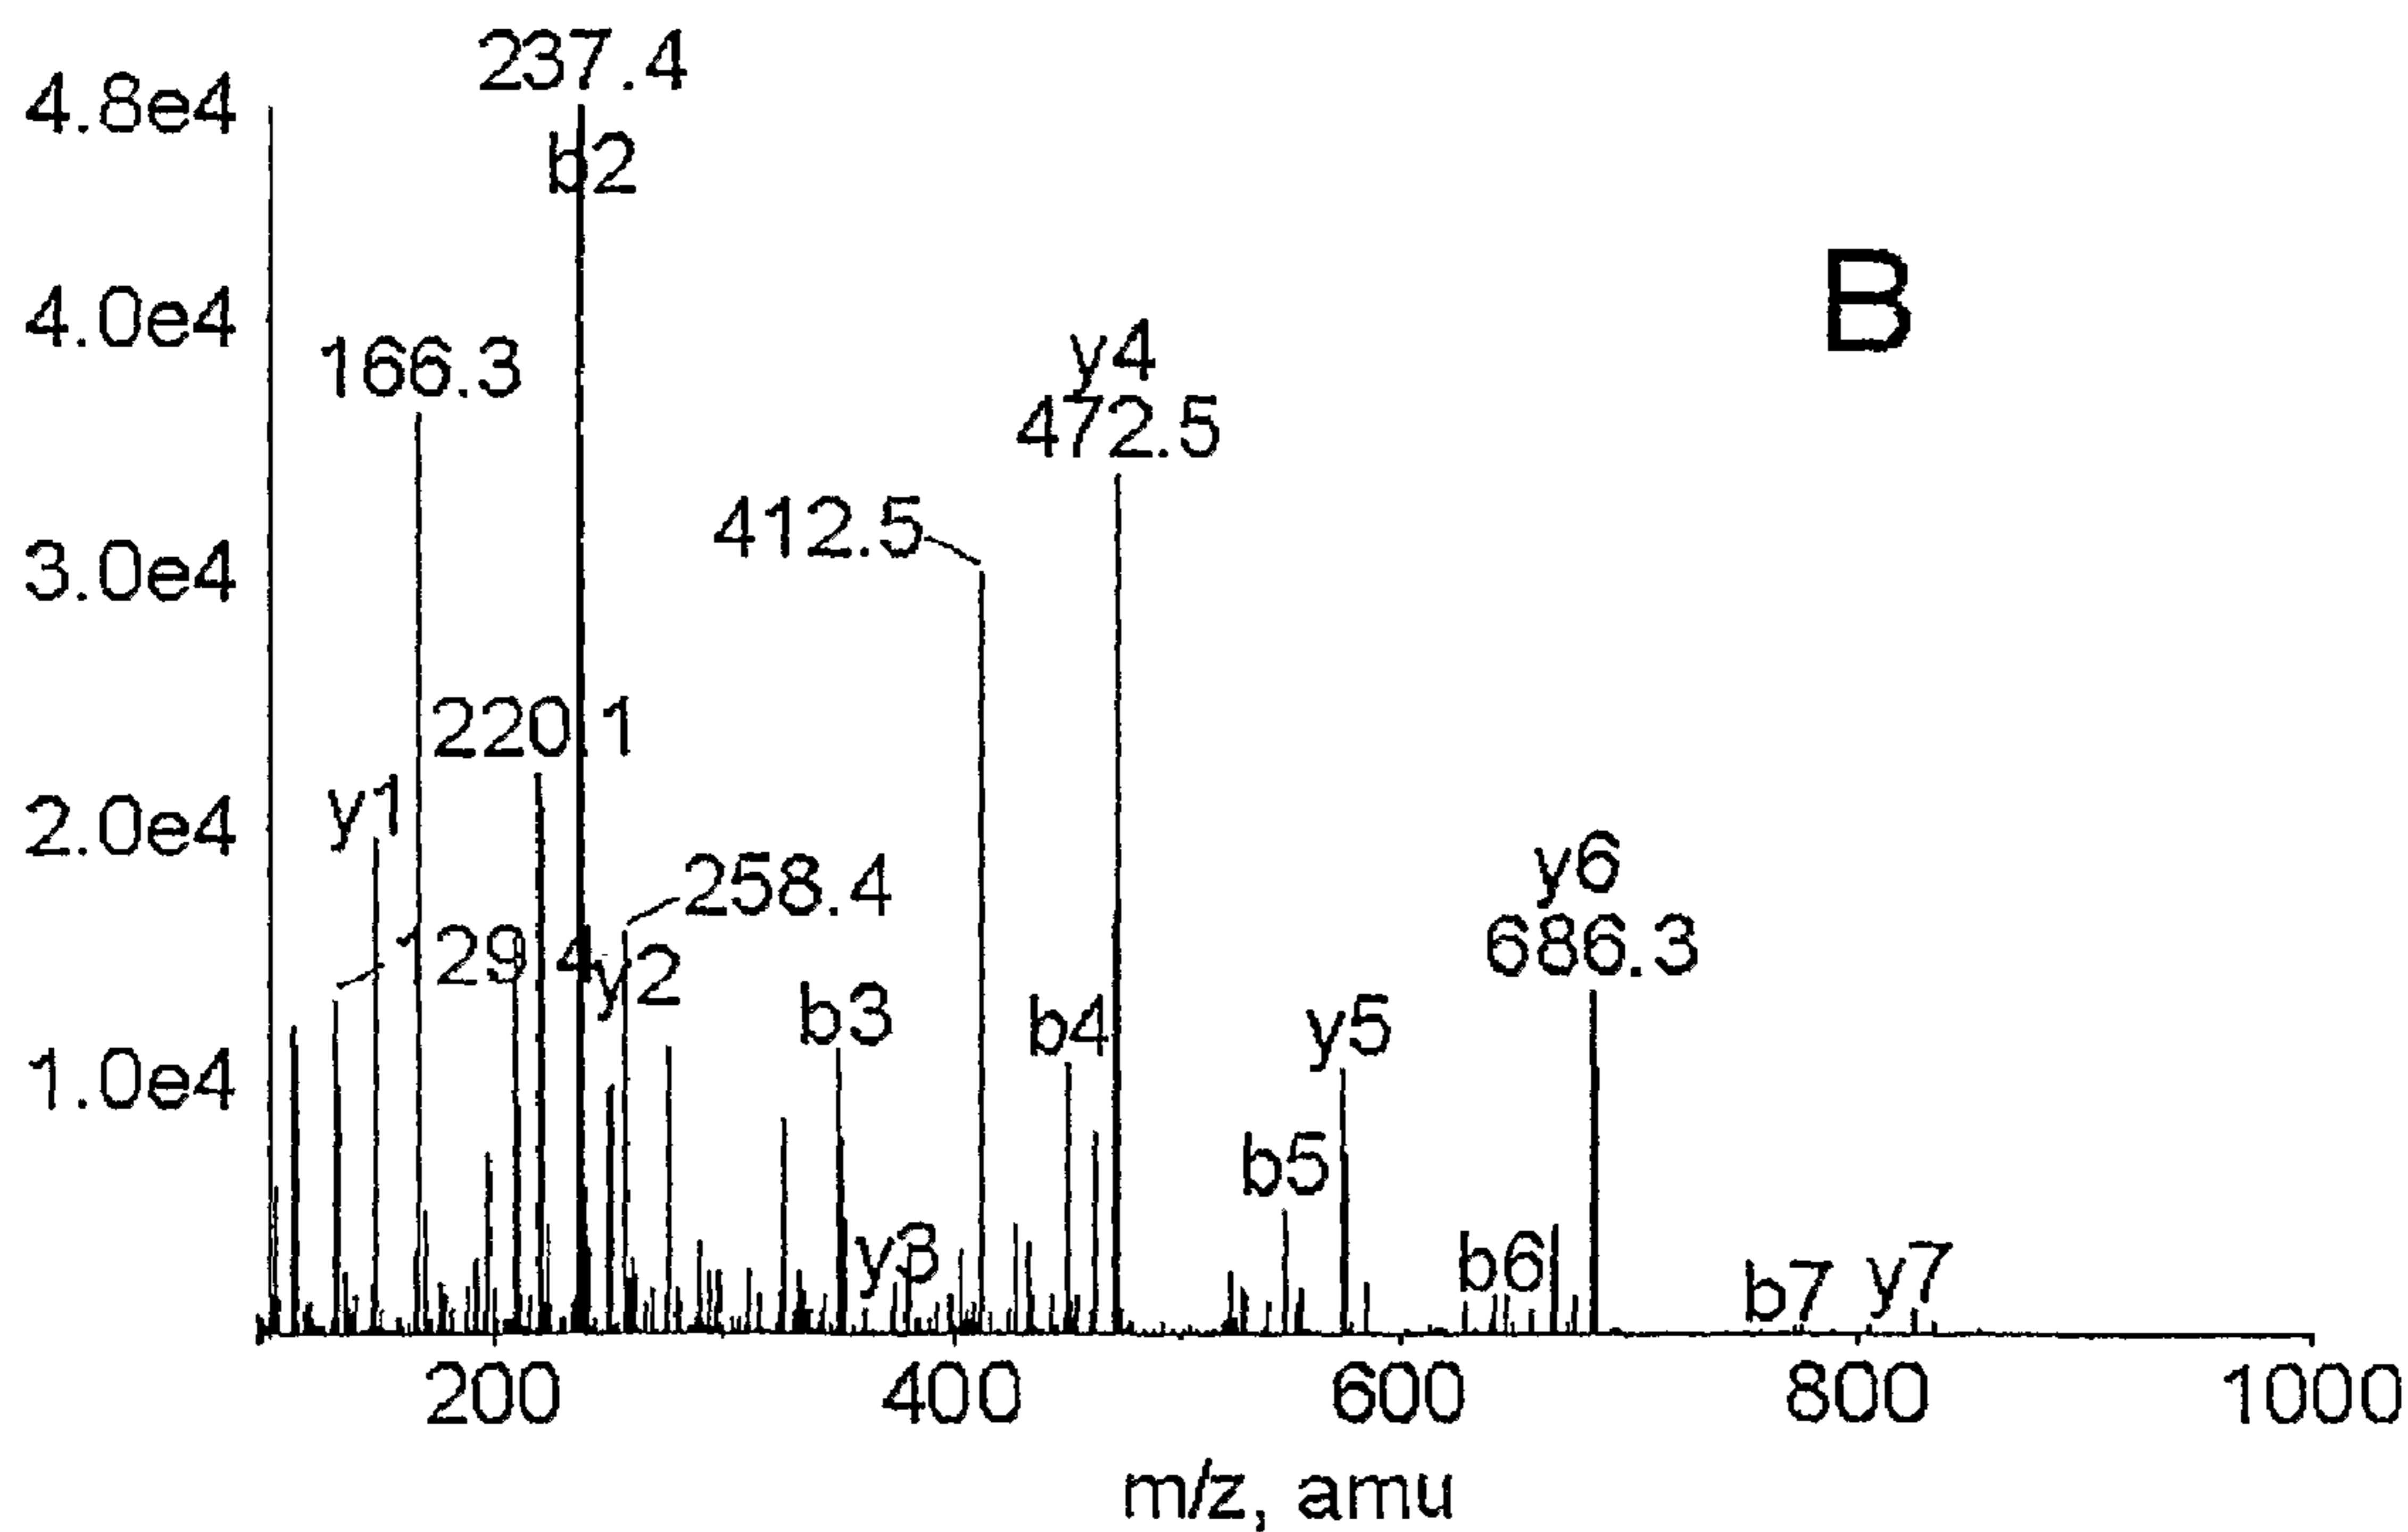 237.4
4.8e4
b2
B
4.0e4
y4
166.3
472.5
412.5
3.0e4
220.1
y1
2.0e4
y6
258.4
686.3
129.4
y2
b3
b4
y5
1.0e4
b5
y3
b6
b7
y7
200
400
600
800
1000
m/z, amu